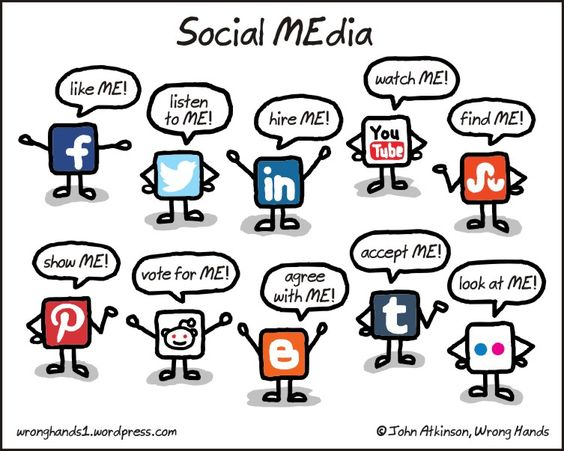 Social MEdia
like ME!
listen
to ME!
hire ME!
watch ME!
find ME!
f
in
You
Tube
show ME!
vote for ME!
agree
with ME!
accept ME!
look at ME!
P
B
t
wronghands1.wordpress.com
© John Atkinson, Wrong Hands